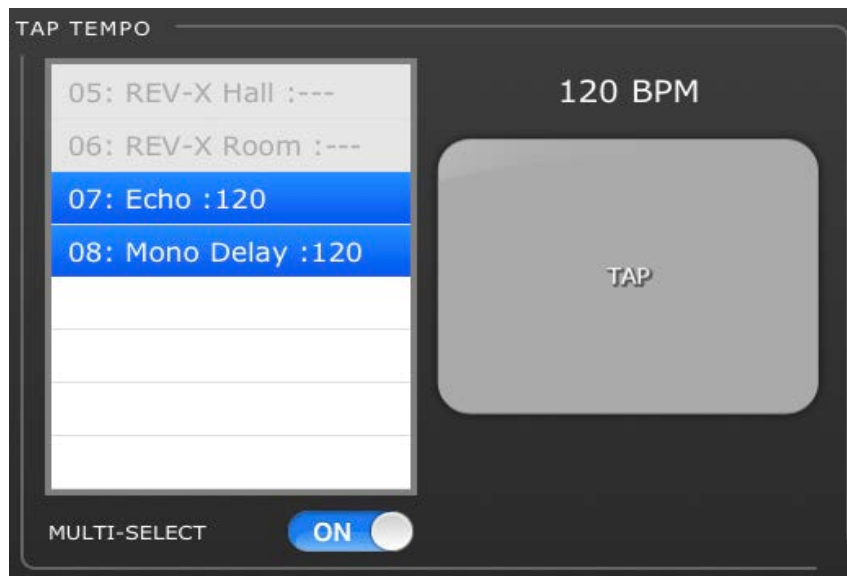 TAP TEMPO
05: REV-X Hall :---
06: REV-X Room :---
07: Echo :120
08: Mono Delay :120
120 BPM
TAP
MULTI-SELECT
ON